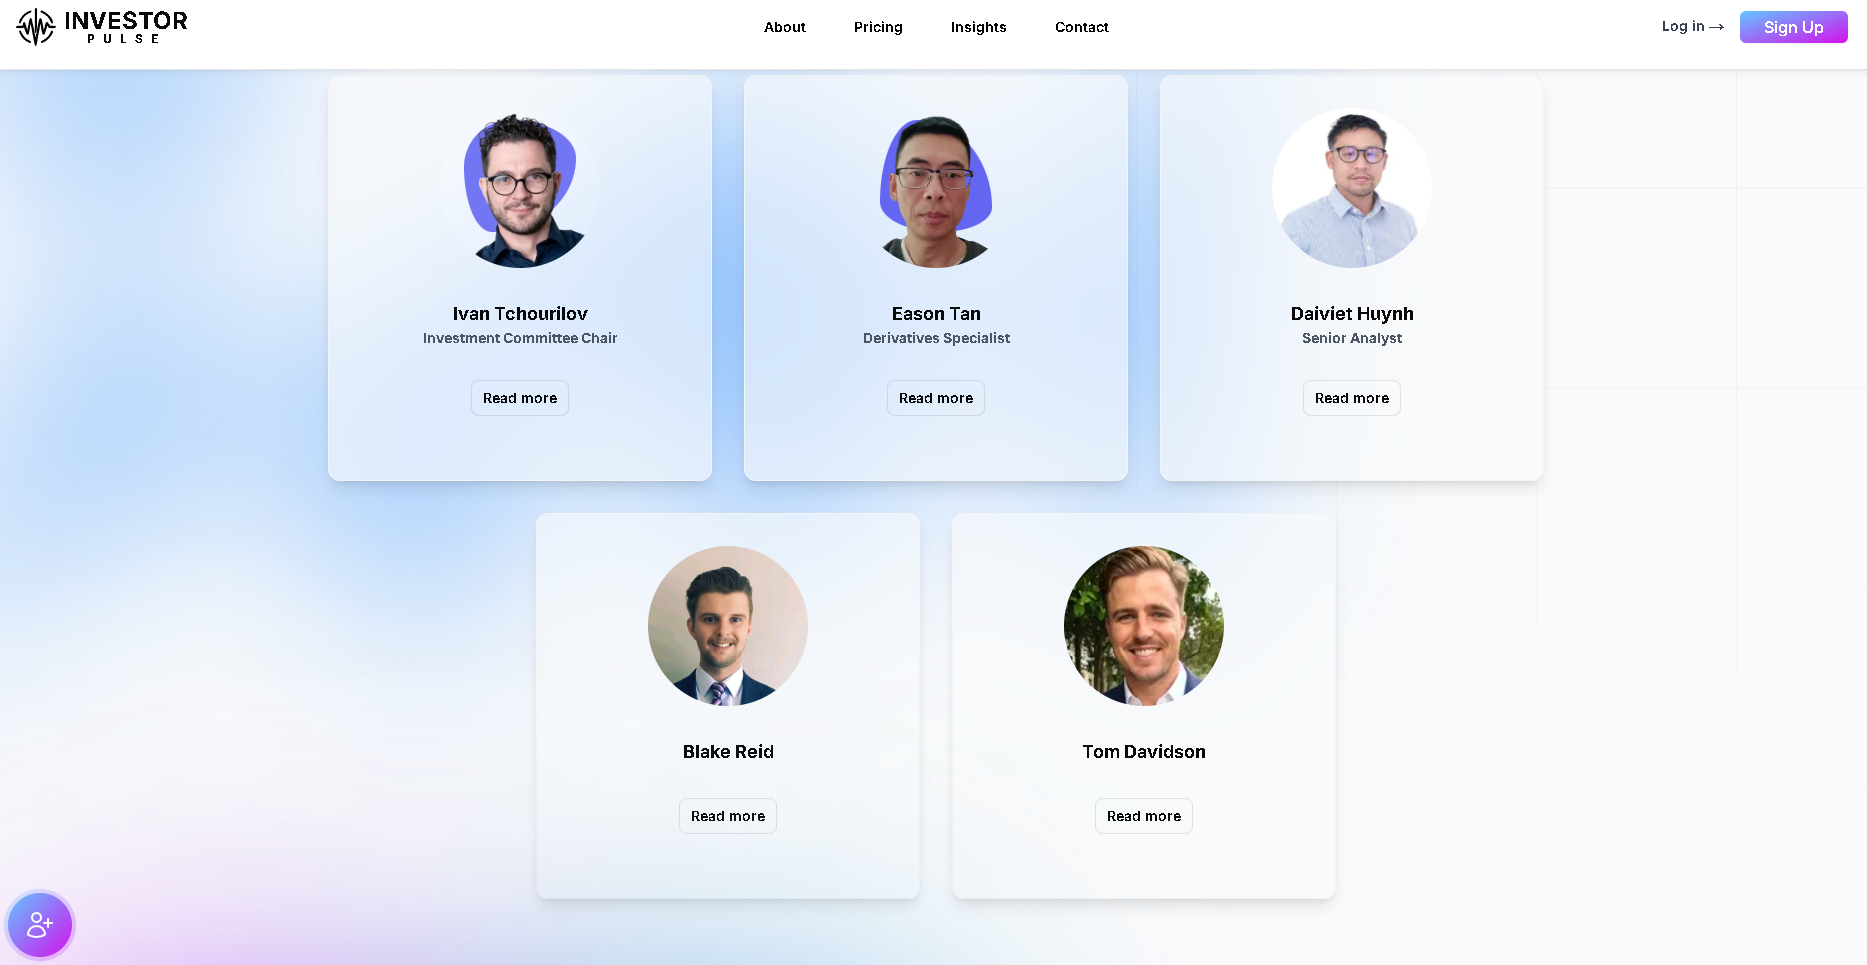 INVESTOR
PULSE
About
Pricing
Insights
Contact
Log in →
Sign Up
Ivan Tchourilov
Investment Committee Chair
Read more
Eason Tan
Derivatives Specialist
Read more
Daiviet Huynh
Senior Analyst
Read more
Blake Reid
Read more
Tom Davidson
Read more